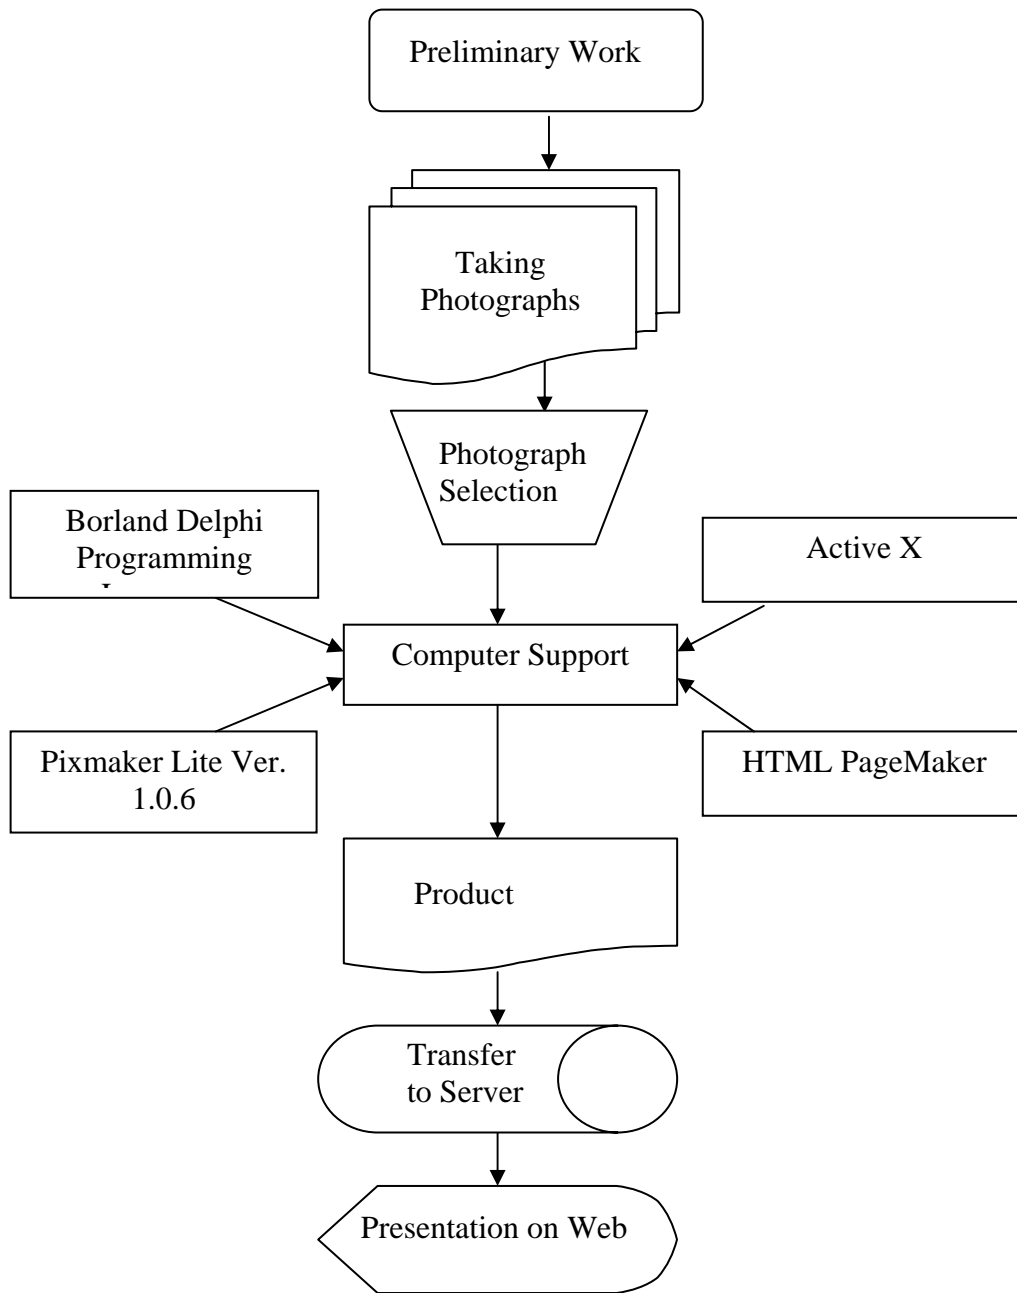 Preliminary Work
Taking
Photographs
Photograph
Selection
Borland Delphi
Programming
Active X
Computer Support
Pixmaker Lite Ver.
1.0.6
HTML PageMaker
Product
Transfer
to Server
Presentation on Web